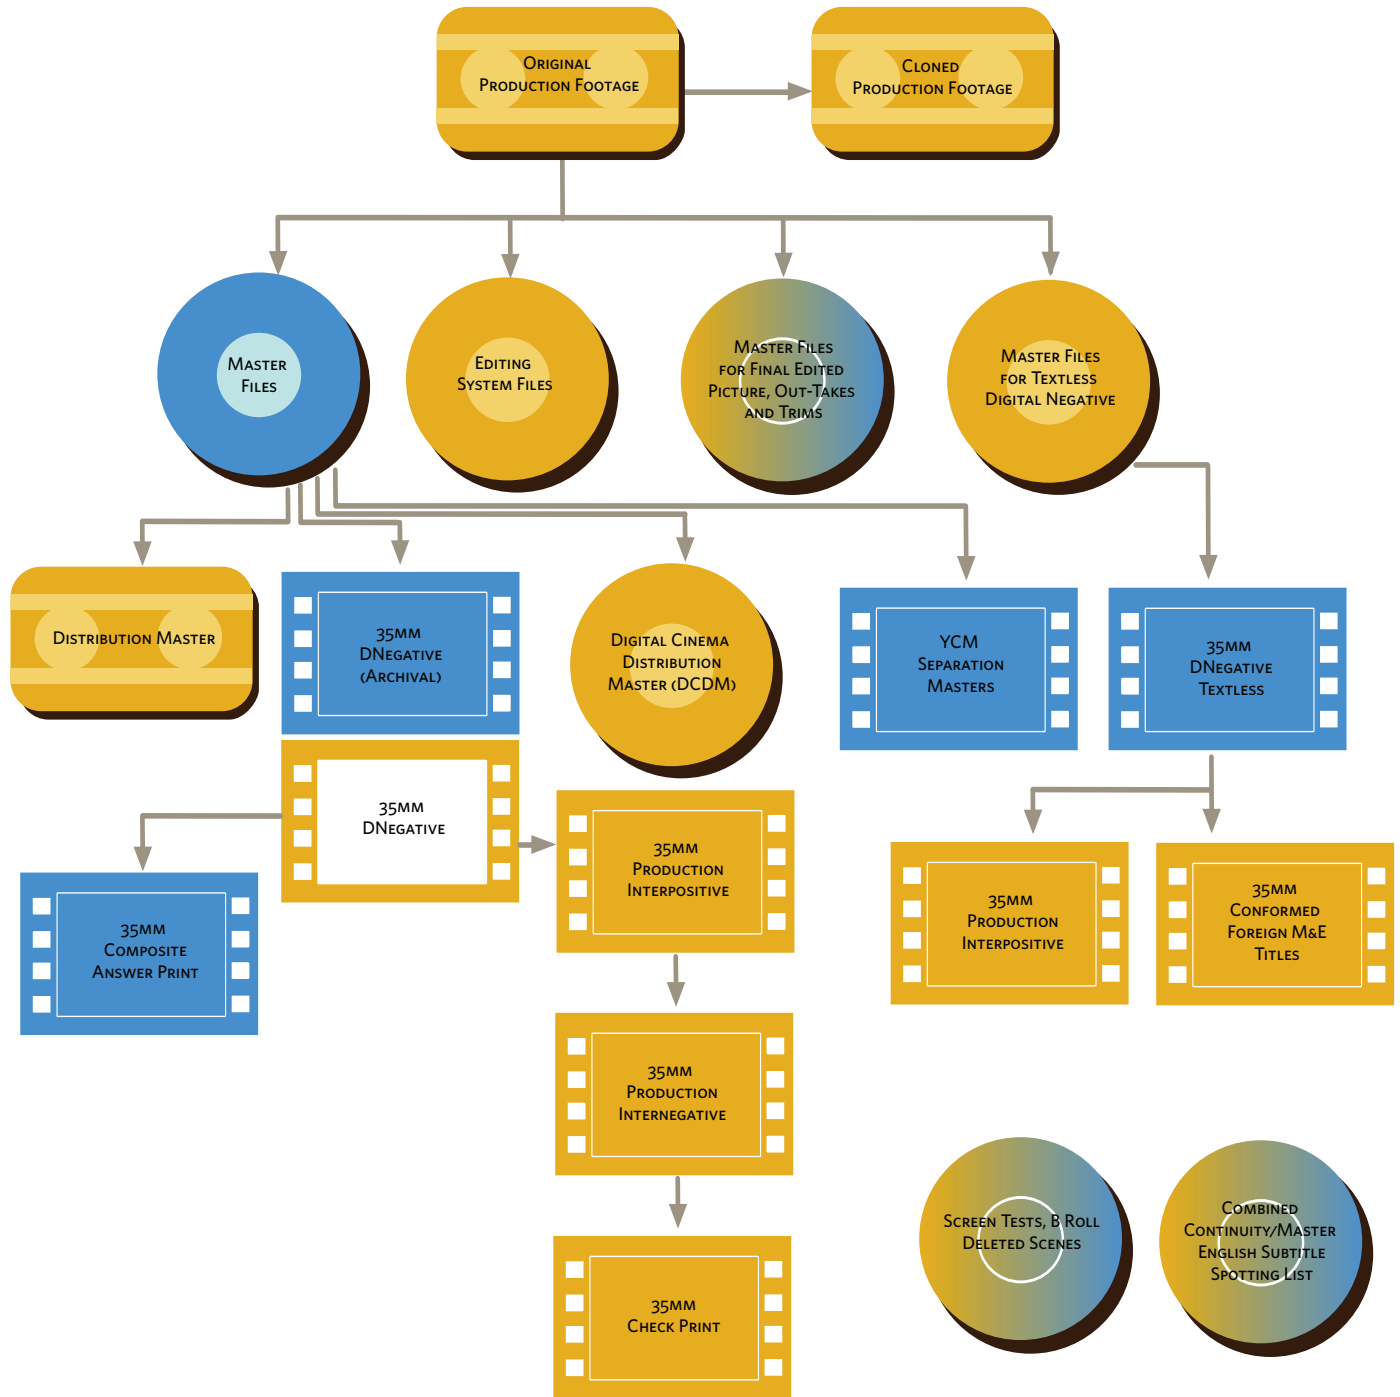 Original
Production Footage
Cloned
Production Footage
Master
Files
Editing
System Files
Master Files
for Final Edited
Picture, Out-Takes
and Trims
Master Files
for Textless
Digital Negative
Distribution Master
35mm
DNegative
(Archival)
Digital Cinema
Distribution
Master (DCDM)
YCM
Separation
Masters
35mm
DNegative
Textless
35mm
DNegative
35mm
Production
Interpositive
35mm
Production
Interpositive
35mm
Conformed
Foreign M&E
Titles
35mm
Composite
Answer Print
35mm
Production
Internegative
Screen Tests, B Roll
Deleted Scenes
Combined
Continuity/Master
English Subtitle
Spotting List
35mm
Check Print